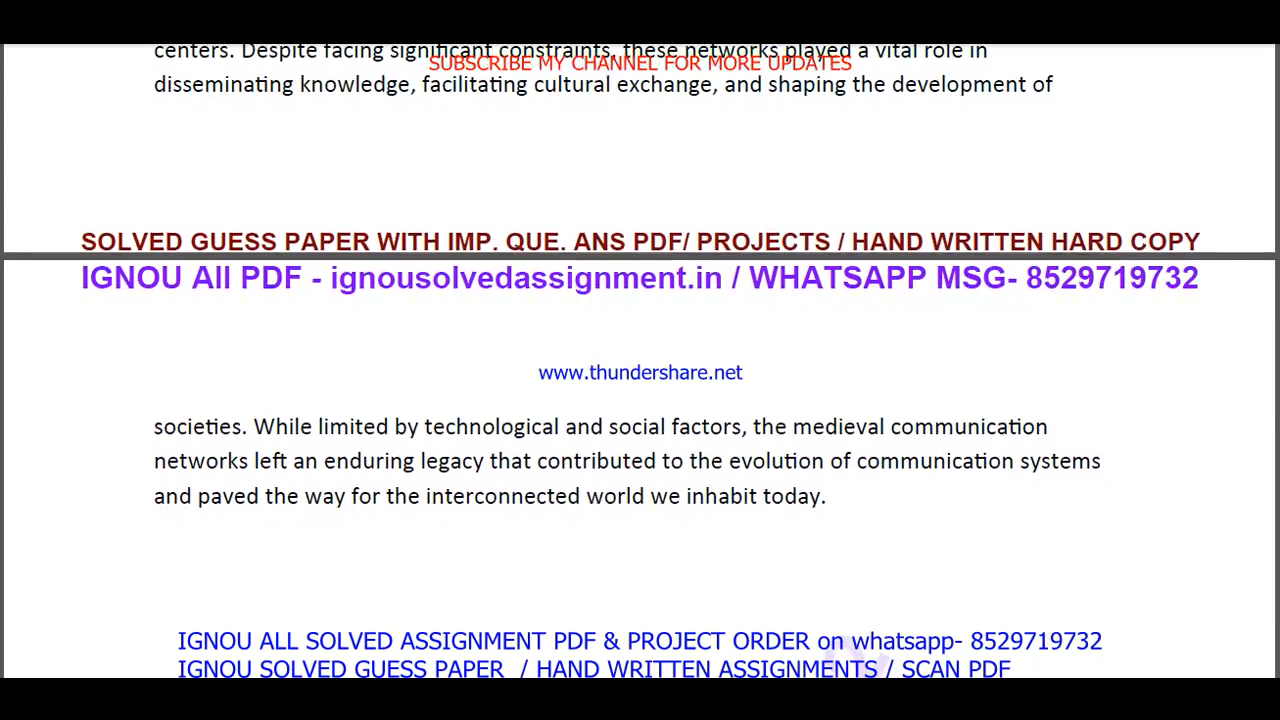 centers. Despite facing significant constraints, these networks played a vital role in
SUBSCRIBE MY CHANNEL FOR MORE UPDATES
disseminating knowledge, facilitating cultural exchange, and shaping the development of
SOLVED GUESS PAPER WITH IMP. QUE. ANS PDF/ PROJECTS / HAND WRITTEN HARD COPY
IGNOU All PDF - ignousolvedassignment.in / WHATSAPP MSG- 8529719732
www.thundershare.net
societies. While limited by technological and social factors, the medieval communication
networks left an enduring legacy that contributed to the evolution of communication systems
and paved the way for the interconnected world we inhabit today.
IGNOU ALL SOLVED ASSIGNMENT PDF & PROJECT ORDER on whatsapp- 8529719732
IGNOU SOLVED GUESS PAPER / HAND WRITTEN ASSIGNMENTS / SCAN PDF